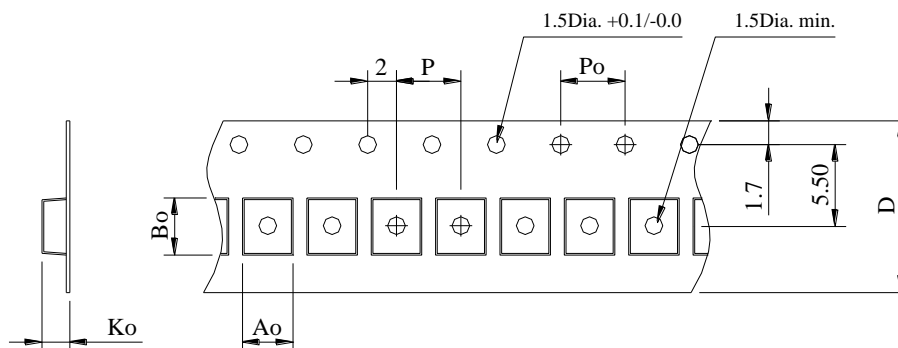 1.5Dia. +0.1/-0.0
1.5Dia. min.
2
P
Po
1.7
5.50
D
Bo
Ko
Ao